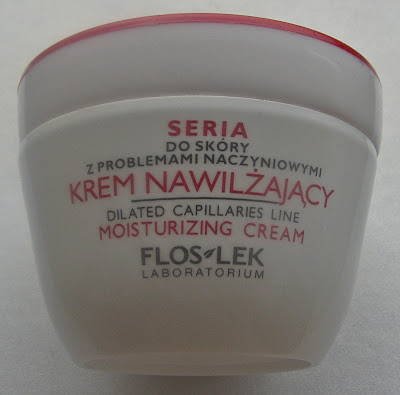 SERIA
DO SKÓRY
Z PROBLEMAMI NACZYNIOWYMI
KREM NAWILŻAJĄCY
DILATED CAPILLARIES LINE
MOISTURIZING CREAM
FLOS LEK
LABORATORIUM